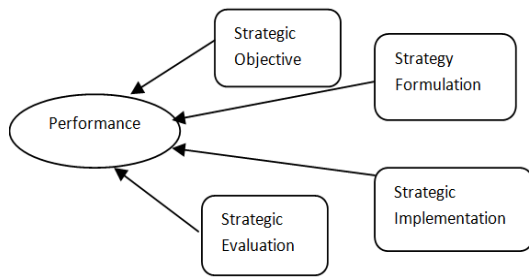 Strategic
Objective
Strategy
Formulation
Performance
Strategic
Implementation
Strategic
Evaluation